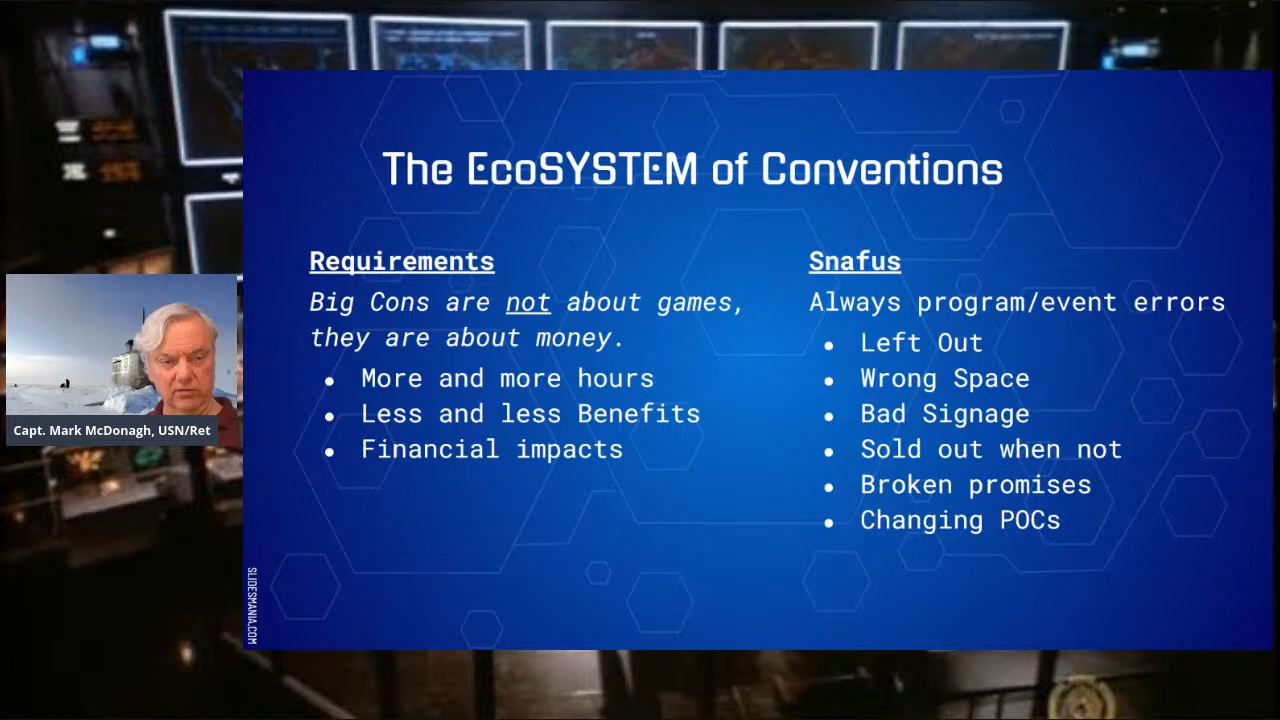 The EcoSYSTEM of Conventions
Requirements
Big Cons are not about games,
they are about money.
More and more hours
Less and less Benefits
Financial impacts
Snafus
Always program/event errors
Left Out
Wrong Space
Bad Signage
Sold out when not
Broken promises
Changing POCs
Capt. Mark McDonagh, USN/Ret
SLIDESMANIA.COM